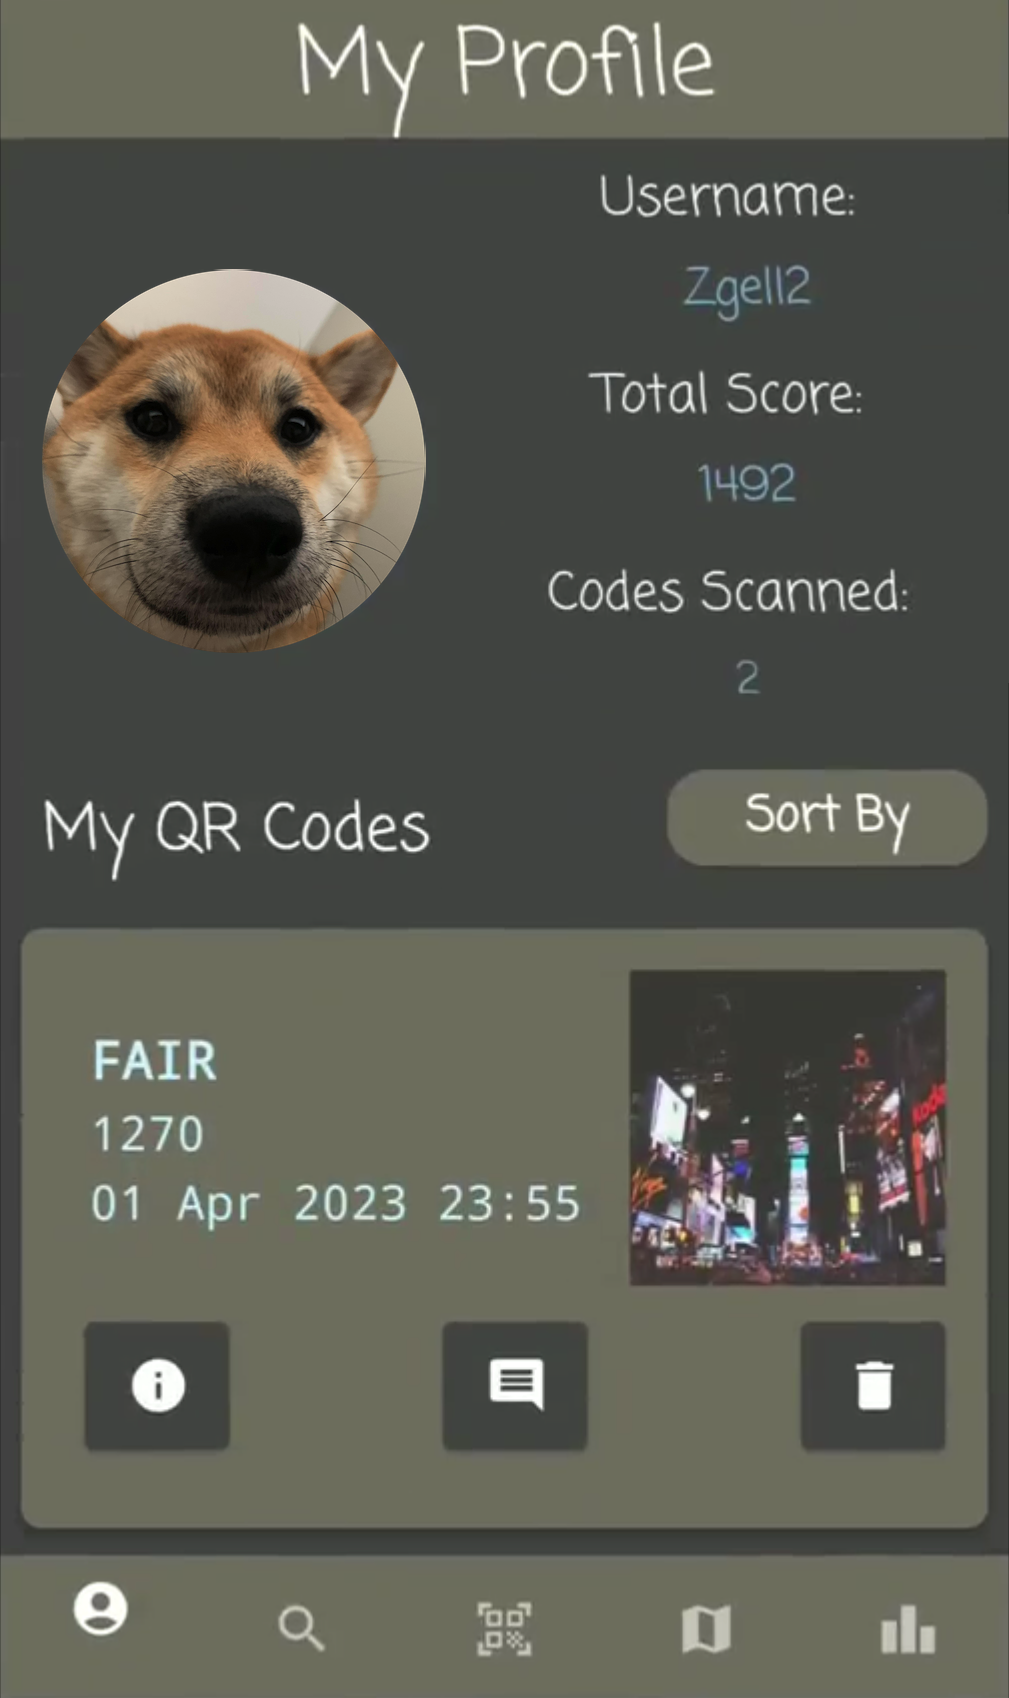 My Profile
Username:
Zgell2
Total Score:
1492
Codes Scanned:
2
My QR Codes
Sort By
FAIR
1270
01 Apr 2023 23:55